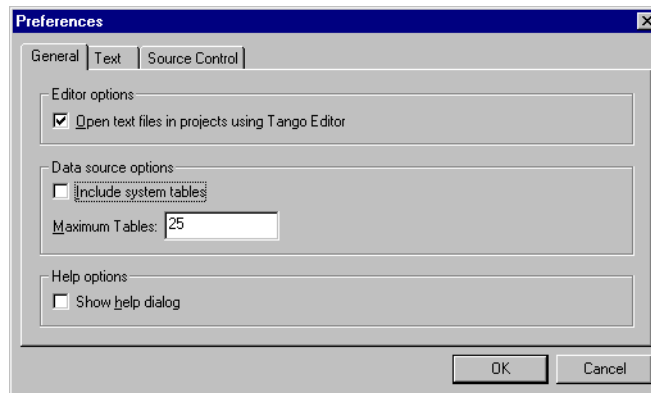 Preferences
General Text Source Control
Editor options
Open text files in projects using Tango Editor
Data source options
Include system tables
Maximum Tables: 25
Help options
Show help dialog
OK Cancel